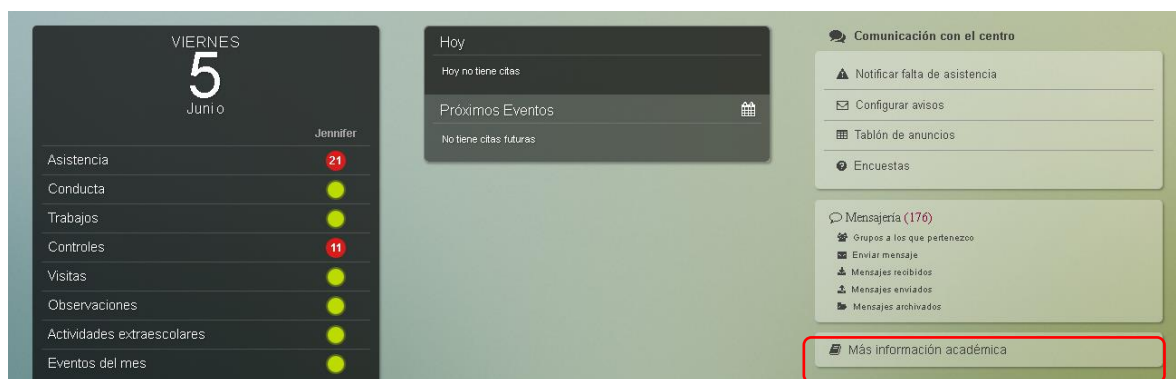 VIERNES
5
Junio
Jennifer
Asistencia 21
Conducta
Trabajos
Controles 11
Visitas
Observaciones
Actividades extraescolares
Eventos del mes
Hoy
Hoy no tiene citas
Próximos Eventos
No tiene citas futuras
Comunicación con el centro
Notificar falta de asistencia
Configurar avisos
Tablón de anuncios
Encuestas
Mensajería (176)
Grupos a los que pertenezco
Enviar mensaje
Mensajes recibidos
Mensajes enviados
Mensajes archivados
Más información académica